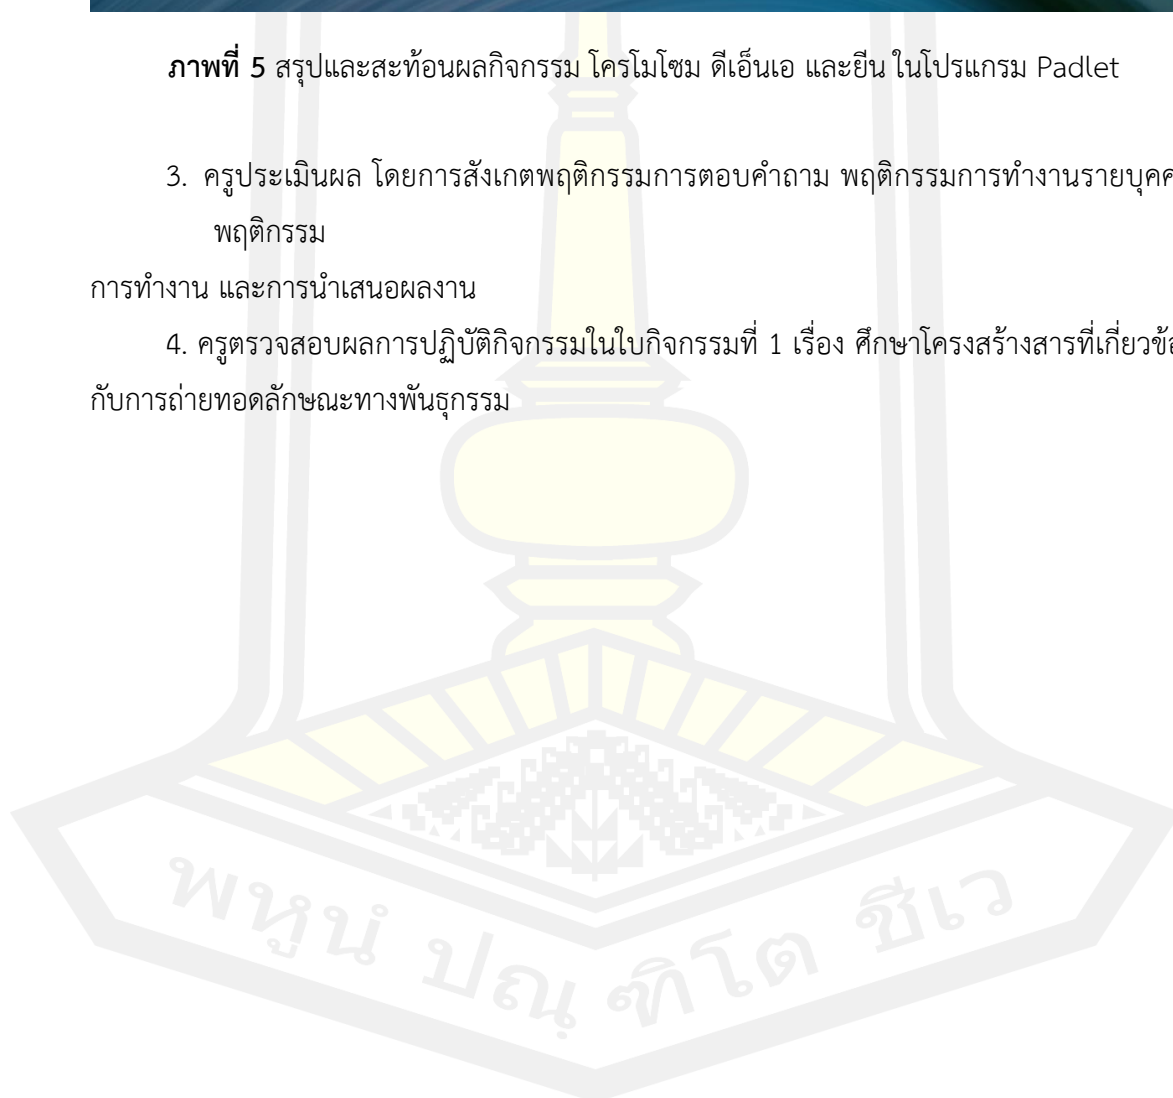 ภาพที่ 5 สรุปและสะท้อนผลกิจกรรม โครโมโซม ดีเอ็นเอ และยีน ในโปรแกรม Padlet
3. ครูประเมินผล โดยการสังเกตพฤติกรรมการตอบคำถาม พฤติกรรมการทำงานรายบุคค
พฤติกรรม
การทำงาน และการนำเสนอผลงาน
4. ครูตรวจสอบผลการปฏิบัติกิจกรรมในใบกิจกรรมที่ 1 เรื่อง ศึกษาโครงสร้างสารที่เกี่ยวข้อ
กับการถ่ายทอดลักษณะทางพันธุกรรม
พหูนํ ปณฺฑิโต ชีเว